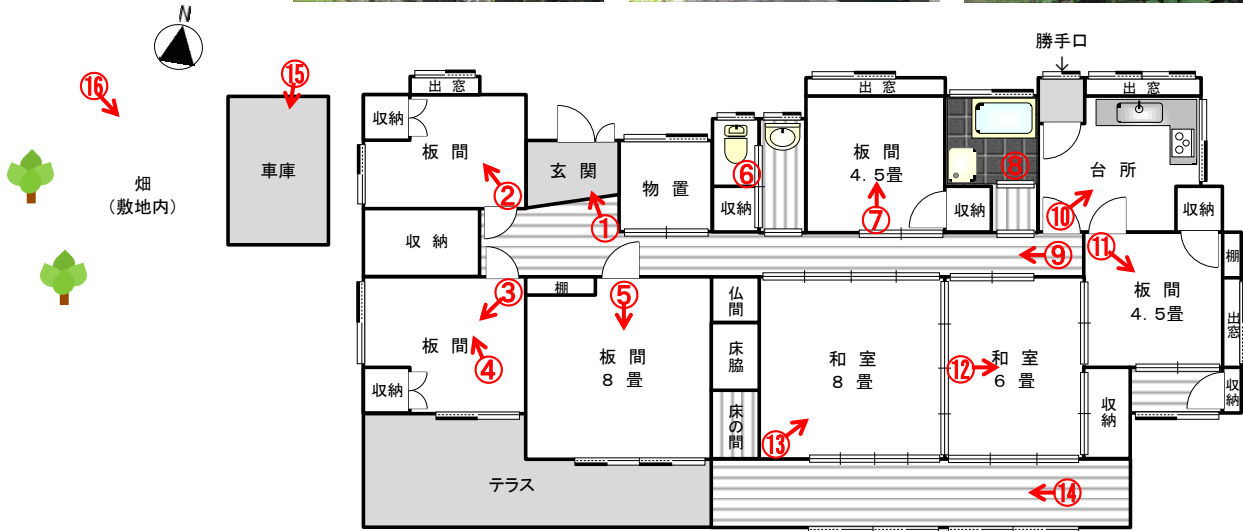 N
勝手口
↓
⑯
⑮
出 窓
出 窓
出 窓
収納
板 間
②
玄 関
①
物 置
⑥
収納
板 間
4.5畳
⑦
収納
⑧
台 所
⑩
収納
車庫
畑
(敷地内)
収 納
⑨
⑪
棚
板 間
4.5畳
出窓
収納
③
板 間
④
収納
棚
⑤
板 間
8 畳
仏間
床脇
床の間
和 室
8 畳
⑬
⑫
和 室
6 畳
収納
テラス
⑭